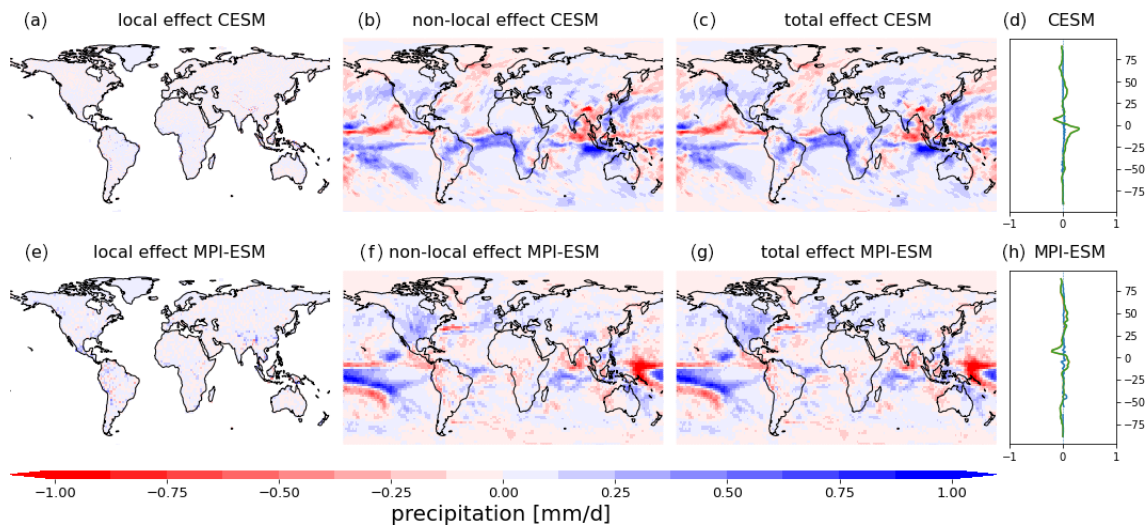 (a) local effect CESM
(b) non-local effect CESM
(c) total effect CESM
(d) CESM
75
50
25
0
−25
−50
−75
−1 0 1
(e) local effect MPI-ESM
(f) non-local effect MPI-ESM
(g) total effect MPI-ESM
(h) MPI-ESM
75
50
25
0
−25
−50
−75
−1 0 1
−1.00 −0.75 −0.50 −0.25 0.00 0.25 0.50 0.75 1.00
precipitation [mm/d]